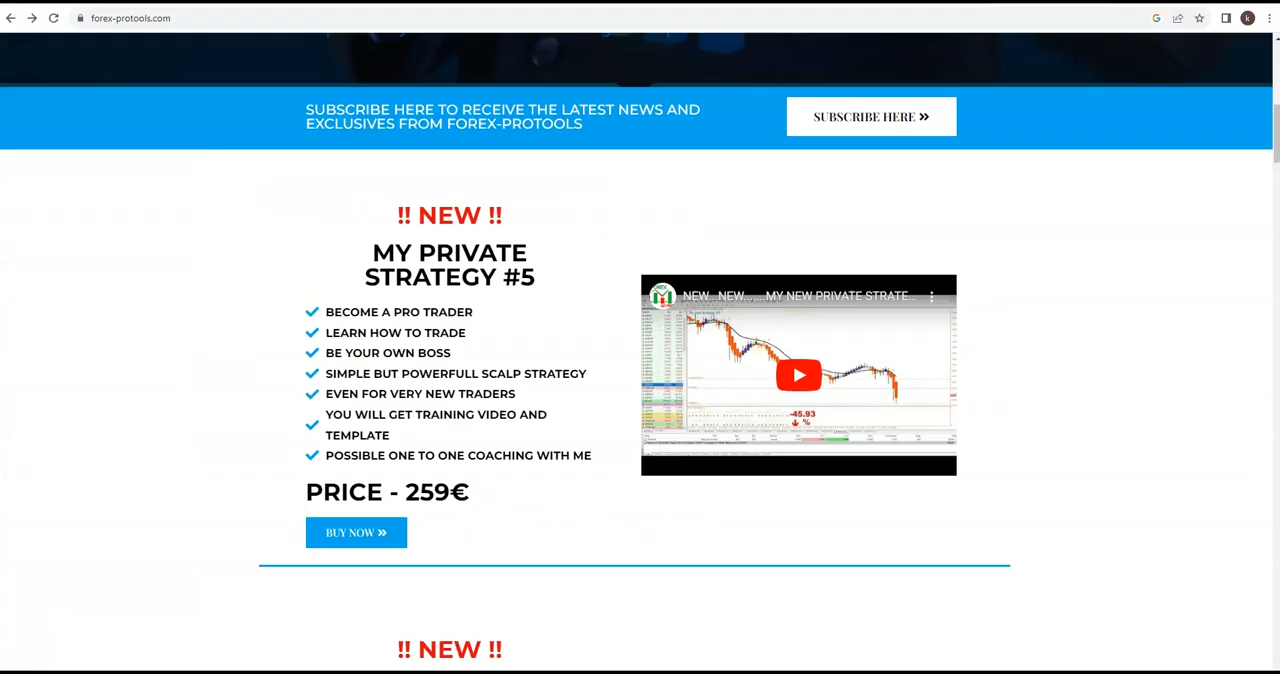 forex-protools.com
k
SUBSCRIBE HERE TO RECEIVE THE LATEST NEWS AND
EXCLUSIVES FROM FOREX-PROTOOLS
SUBSCRIBE HERE »
!! NEW !!
MY PRIVATE
STRATEGY #5
BECOME A PRO TRADER
LEARN HOW TO TRADE
BE YOUR OWN BOSS
SIMPLE BUT POWERFULL SCALP STRATEGY
EVEN FOR VERY NEW TRADERS
YOU WILL GET TRAINING VIDEO AND
TEMPLATE
POSSIBLE ONE TO ONE COACHING WITH ME
PRICE - 259€
BUY NOW »
NEW...NEW.......MY NEW PRIVATE STRATE...
-45.93
%
!! NEW !!